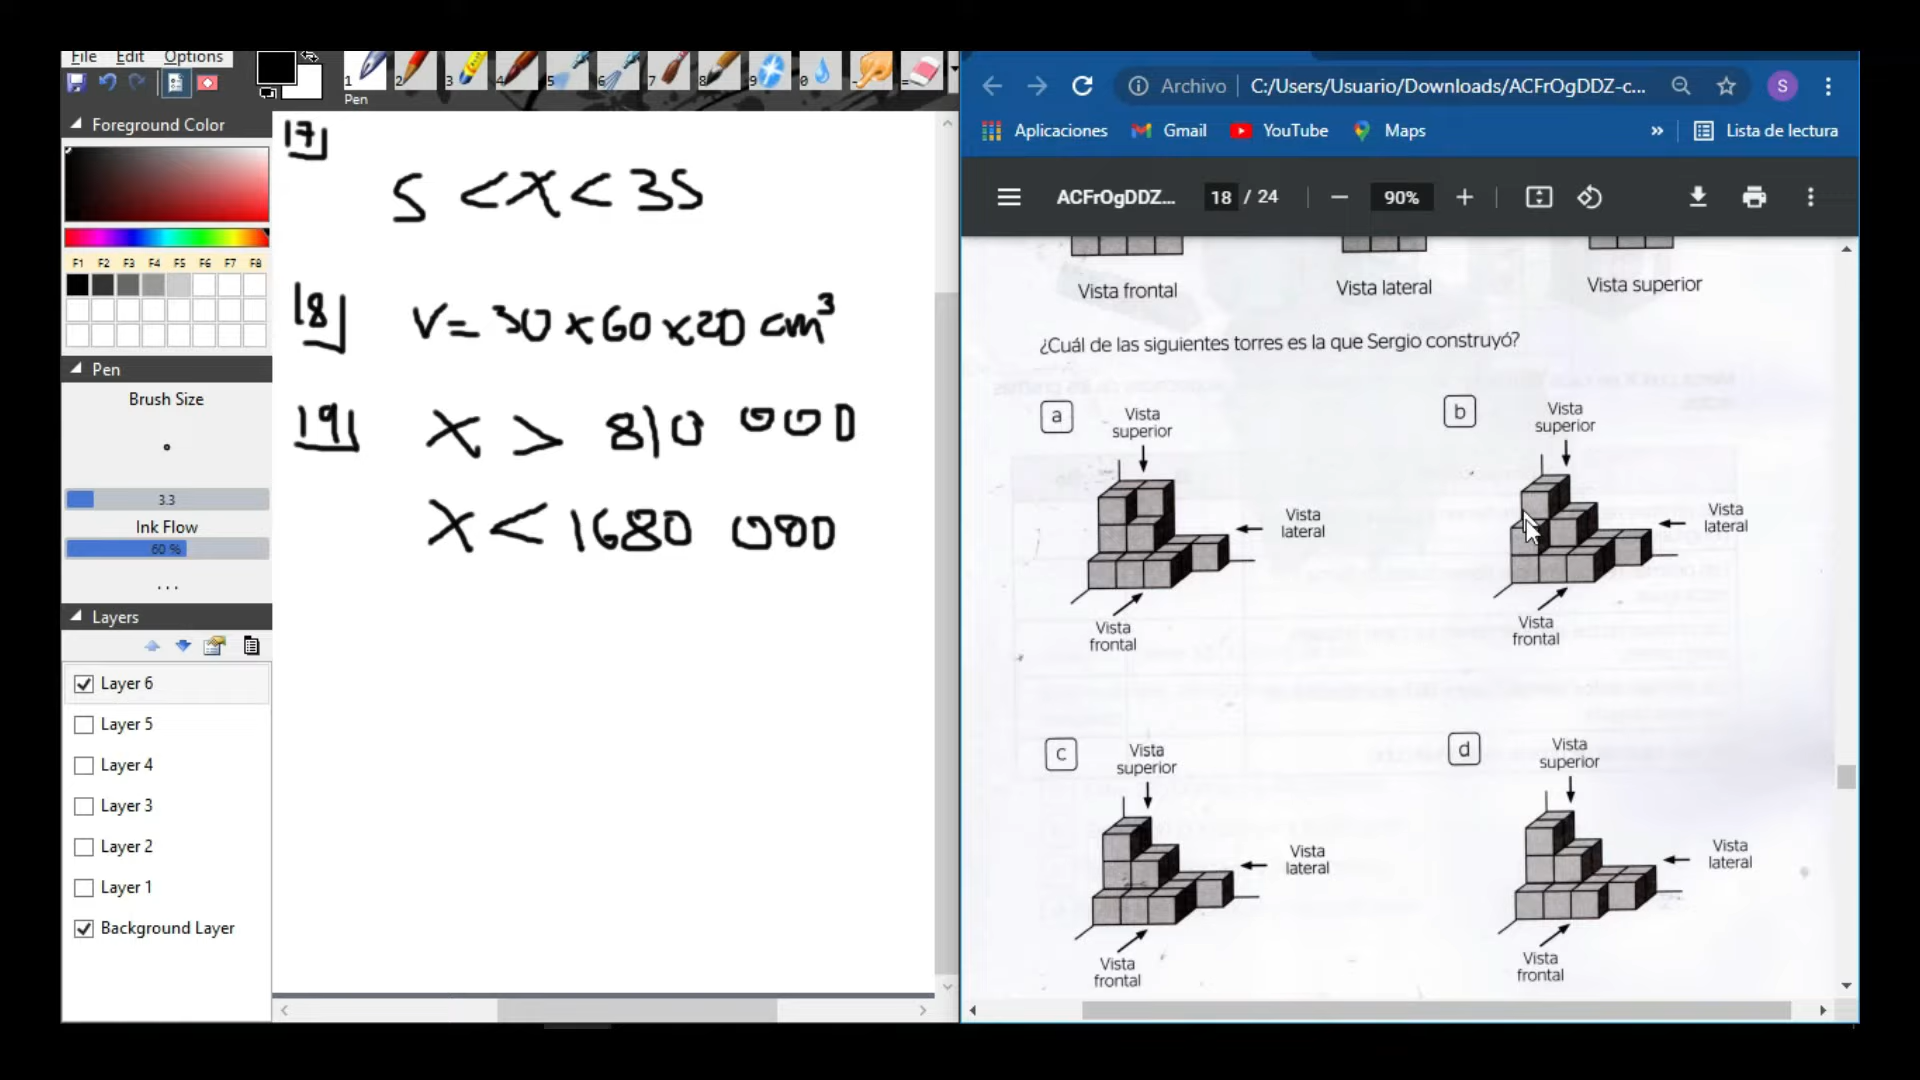 File Edit Options
1 2 3 4 5 6 7 8 9 0 - =
Pen
Foreground Color
F1 F2 F3 F4 F5 F6 F7 F8
Pen
Brush Size
3.3
Ink Flow
60 %
...
Layers
Layer 6
Layer 5
Layer 4
Layer 3
Layer 2
Layer 1
Background Layer
17
5 < x < 35
18 V= 30 x 60 x 20 cm³
19 x > 810 000
x < 1680 000
Archivo C:/Users/Usuario/Downloads/ACFrOgDDZ-c... S
Aplicaciones Gmail YouTube Maps » Lista de lectura
ACFrOgDDZ... 18 / 24 − 90% +
Vista frontal Vista lateral Vista superior
¿Cuál de las siguientes torres es la que Sergio construyó?
a
Vista
superior
Vista
lateral
Vista
frontal
b
Vista
superior
Vista
lateral
Vista
frontal
c
Vista
superior
Vista
lateral
Vista
frontal
d
Vista
superior
Vista
lateral
Vista
frontal